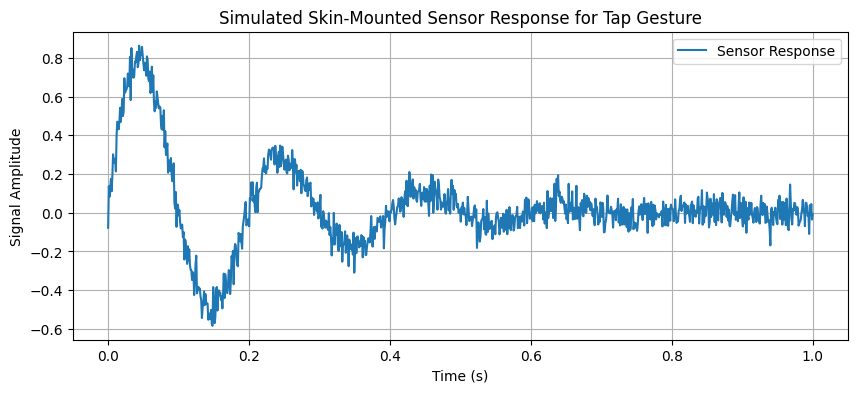 Simulated Skin-Mounted Sensor Response for Tap Gesture
Sensor Response
Signal Amplitude
0.8
0.6
0.4
0.2
0.0
−0.2
−0.4
−0.6
0.0 0.2 0.4 0.6 0.8 1.0
Time (s)